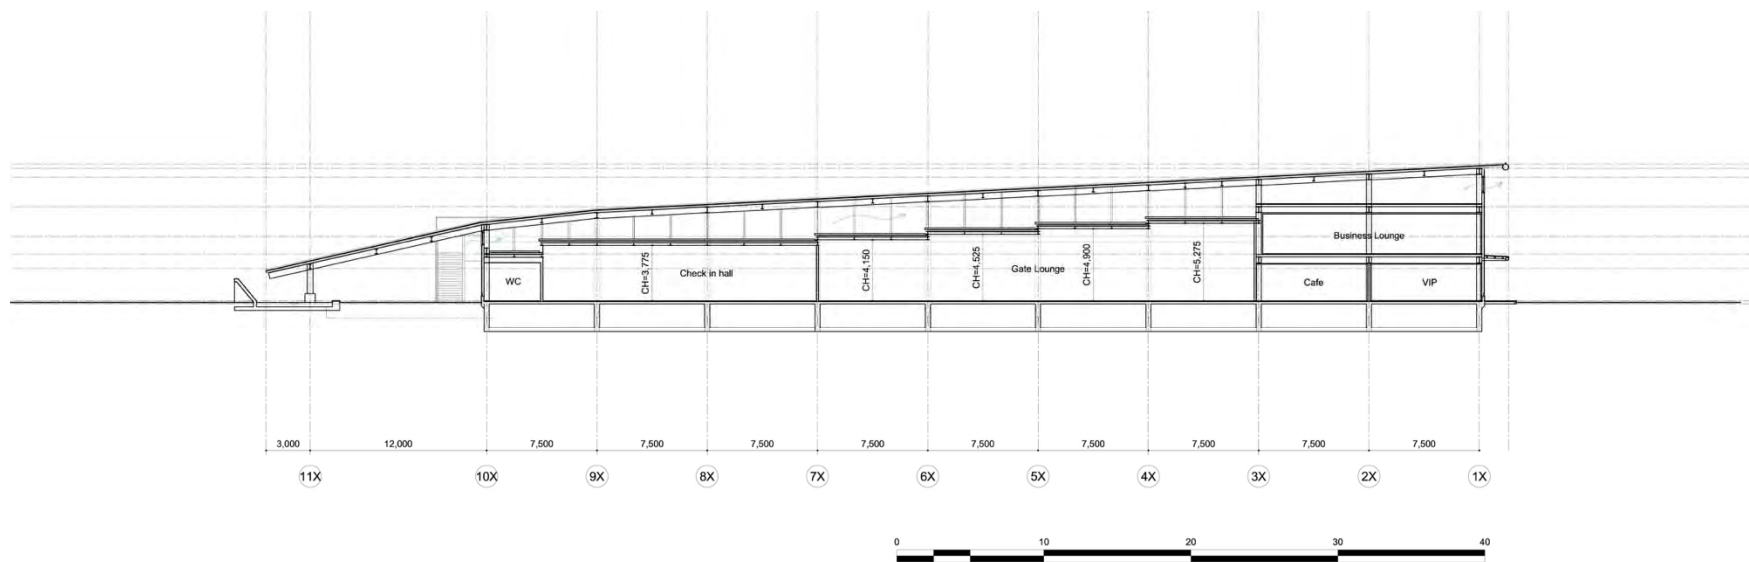 Business Lounge
WC
CH=3,775
Check in hall
CH=4,150
CH=4,525
Gate Lounge
CH=4,900
CH=5,275
Cafe
VIP
3,000 12,000 7,500 7,500 7,500 7,500 7,500 7,500 7,500 7,500 7,500
11X 10X 9X 8X 7X 6X 5X 4X 3X 2X 1X
0 10 20 30 40